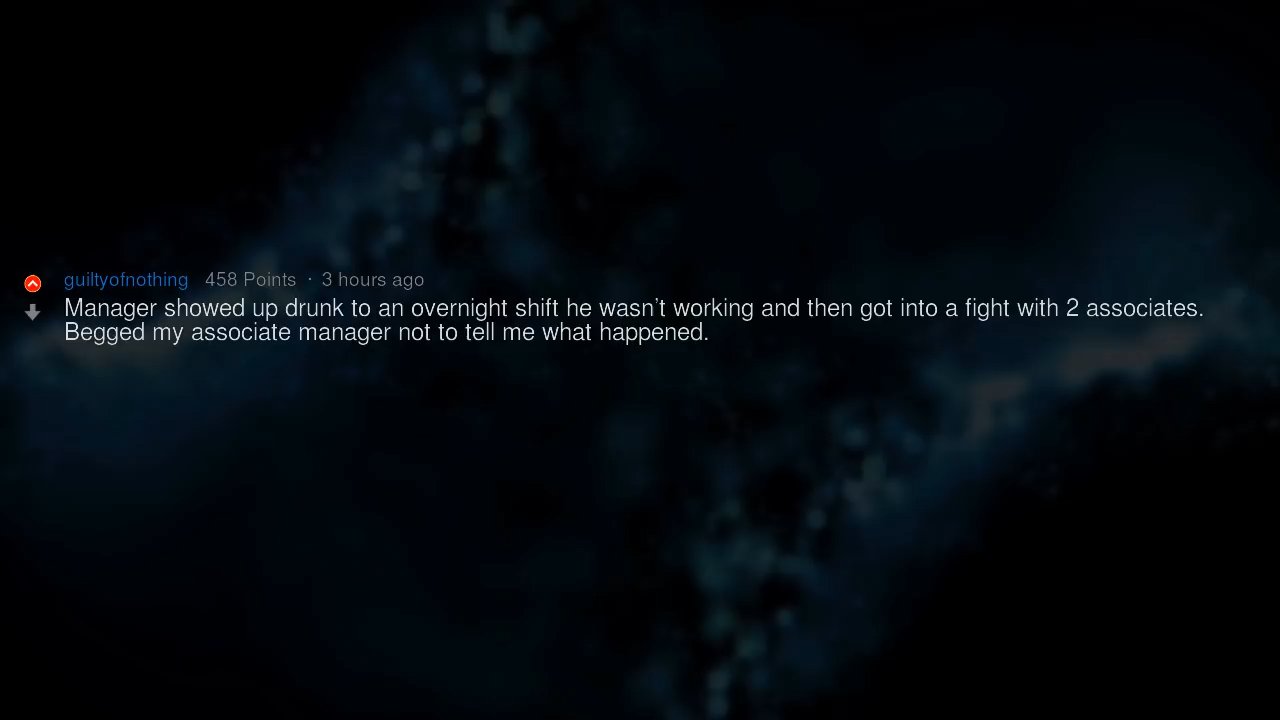 guiltyofnothing 458 Points · 3 hours ago
Manager showed up drunk to an overnight shift he wasn't working and then got into a fight with 2 associates.
Begged my associate manager not to tell me what happened.